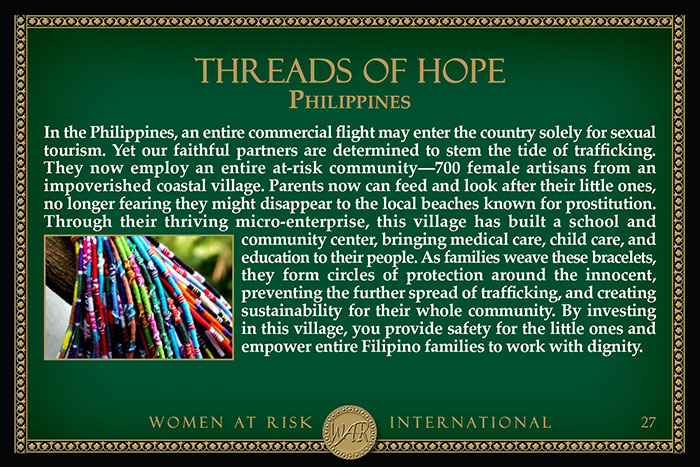 THREADS OF HOPE
PHILIPPINES
In the Philippines, an entire commercial flight may enter the country solely for sexual
tourism. Yet our faithful partners are determined to stem the tide of trafficking.
They now employ an entire at-risk community—700 female artisans from an
impoverished coastal village. Parents now can feed and look after their little ones,
no longer fearing they might disappear to the local beaches known for prostitution.
Through their thriving micro-enterprise, this village has built a school and
community center, bringing medical care, child care, and
education to their people. As families weave these bracelets,
they form circles of protection around the innocent,
preventing the further spread of trafficking, and creating
sustainability for their whole community. By investing
in this village, you provide safety for the little ones and
empower entire Filipino families to work with dignity.
WOMEN AT RISK WAR INTERNATIONAL 27